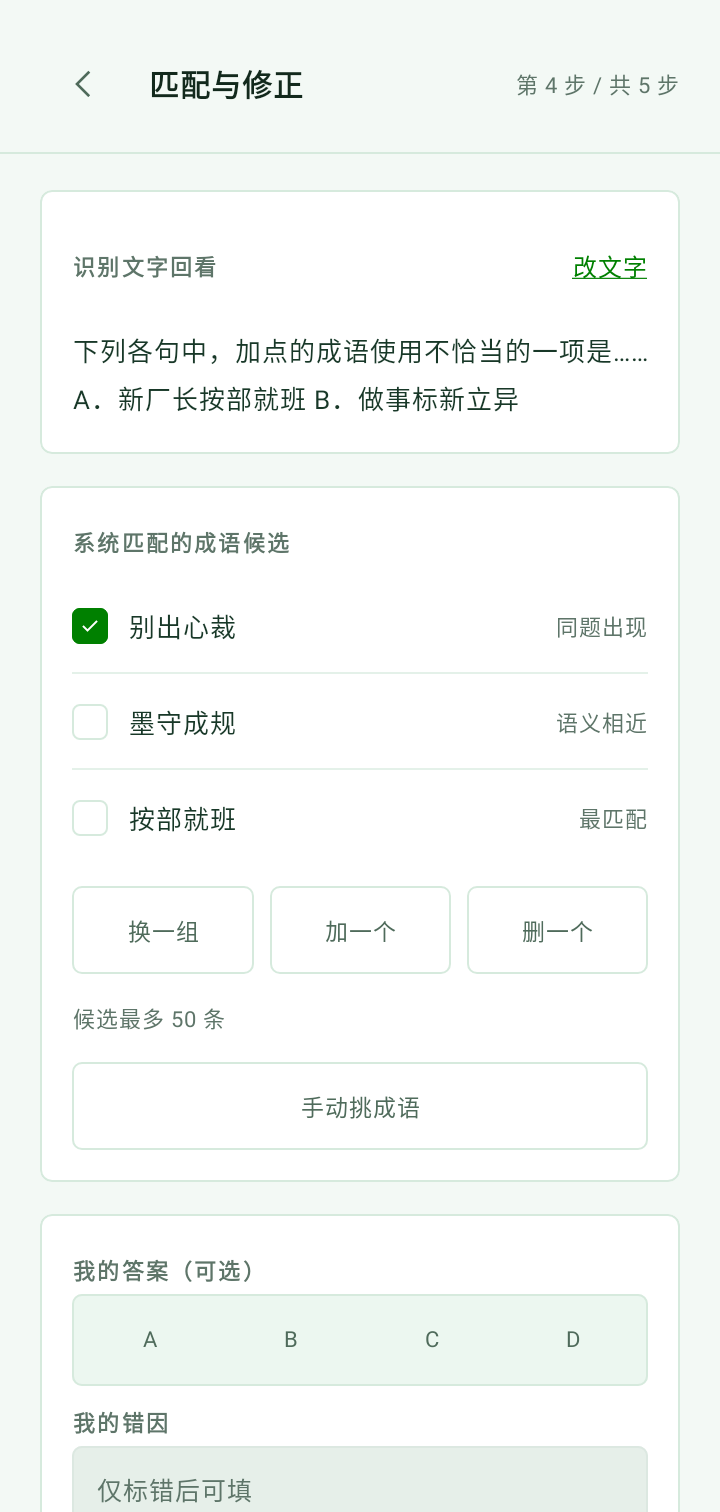 匹配与修正
第 4 步 / 共 5 步
识别文字回看
改文字
下列各句中，加点的成语使用不恰当的一项是……
A．新厂长按部就班 B．做事标新立异
系统匹配的成语候选
别出心裁
同题出现
墨守成规
语义相近
按部就班
最匹配
换一组
加一个
删一个
候选最多 50 条
手动挑成语
我的答案（可选）
A B C D
我的错因
仅标错后可填